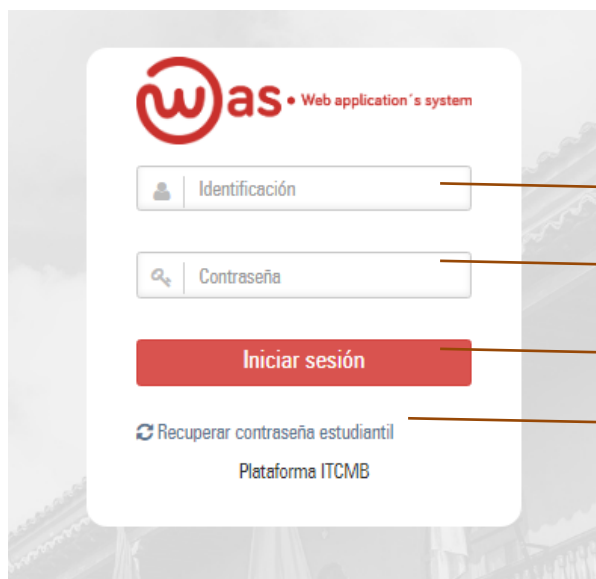 was • Web application´s system
Identificación
Contraseña
Iniciar sesión
Recuperar contraseña estudiantil
Plataforma ITCMB